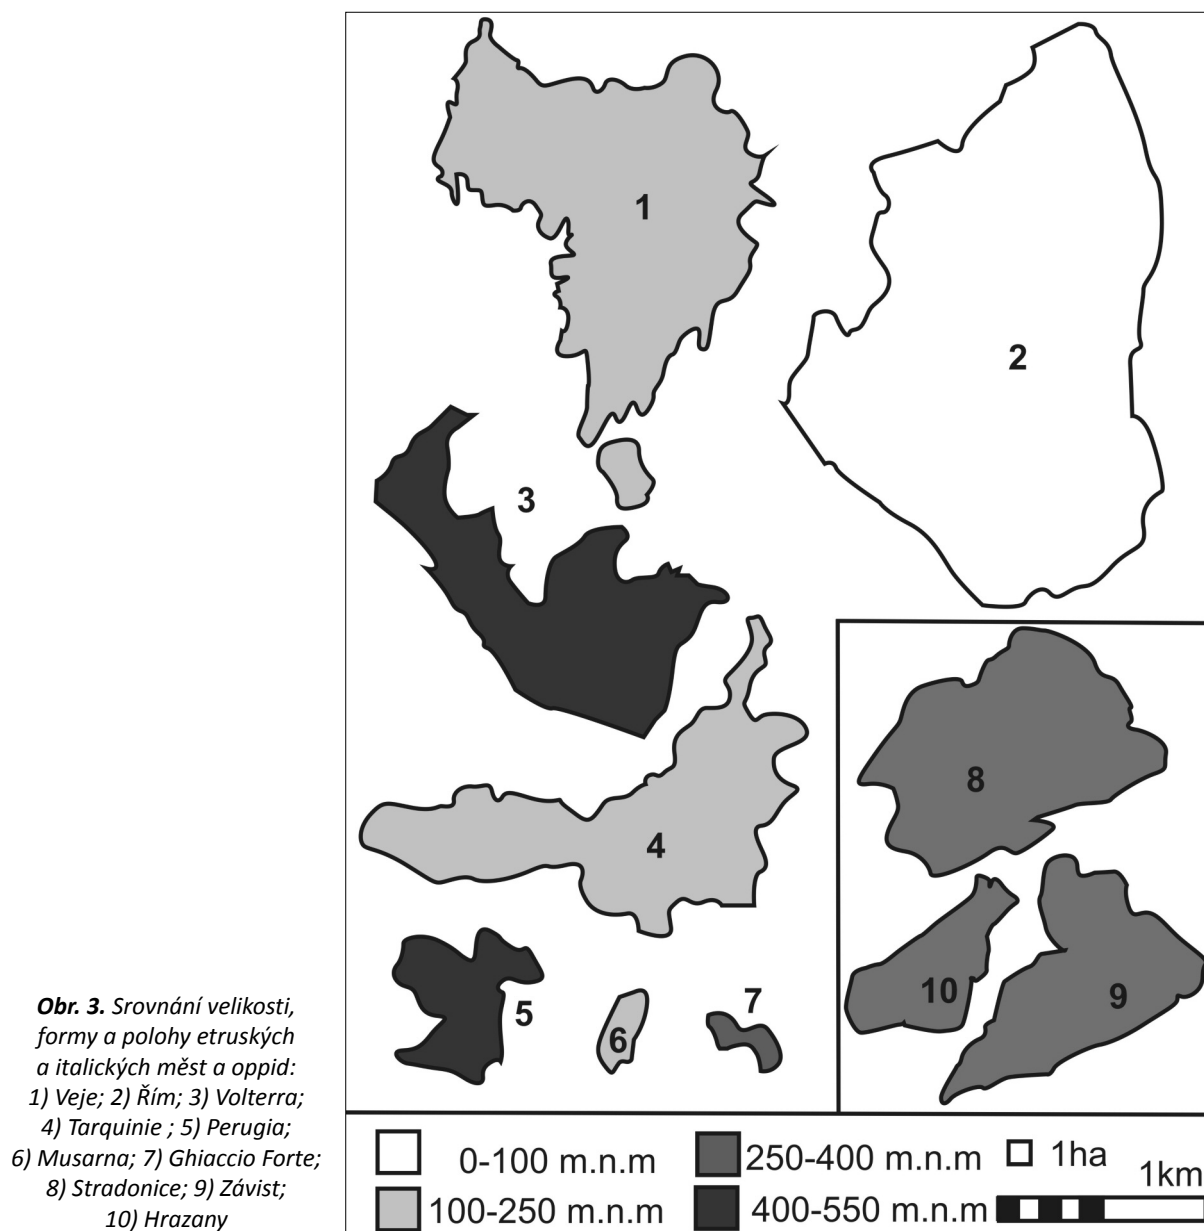 1
2
3
4
5
6
7
8
9
10
Obr. 3. Srovnání velikosti,
formy a polohy etruských
a italických měst a oppid:
1) Veje; 2) Řím; 3) Volterra;
4) Tarquinie ; 5) Perugia;
6) Musarna; 7) Ghiaccio Forte;
8) Stradonice; 9) Závist;
10) Hrazany
0-100 m.n.m
250-400 m.n.m
1ha
1km
100-250 m.n.m
400-550 m.n.m